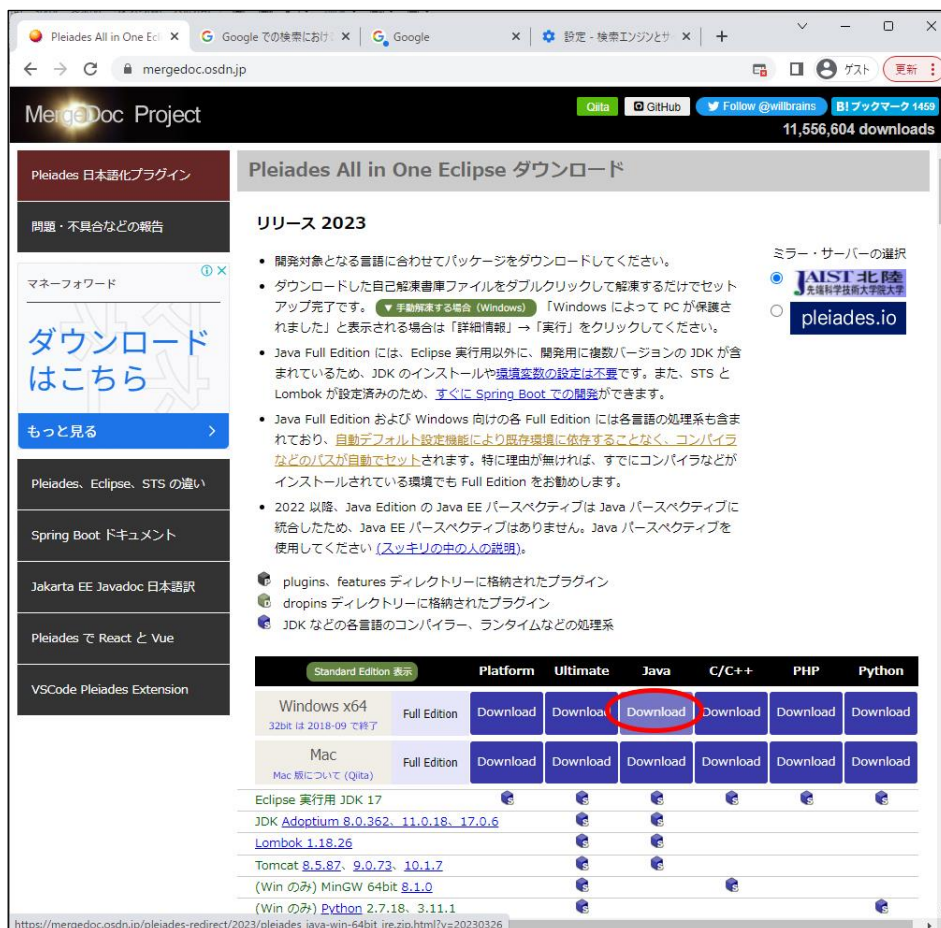 Pleiades All in One Ecl
Google での検索におけ
Google
設定 - 検索エンジンとサ
mergedoc.osdn.jp
ゲスト
更新
MergeDoc Project
Qiita
GitHub
Follow @willbrains
B! ブックマーク 1459
11,556,604 downloads
Pleiades 日本語化プラグイン
問題・不具合などの報告
マネーフォワード
ダウンロード
はこちら
もっと見る
Pleiades、Eclipse、STS の違い
Spring Boot ドキュメント
Jakarta EE Javadoc 日本語訳
Pleiades で React と Vue
VSCode Pleiades Extension
Pleiades All in One Eclipse ダウンロード
リリース 2023
開発対象となる言語に合わせてパッケージをダウンロードしてください。
ダウンロードした自己解凍書庫ファイルをダブルクリックして解凍するだけでセット
アップ完了です。 ▼ 手動解凍する場合 (Windows) 「Windows によって PC が保護さ
れました」と表示される場合は「詳細情報」→「実行」をクリックしてください。
Java Full Edition には、Eclipse 実行用以外に、開発用に複数バージョンの JDK が含
まれているため、JDK のインストールや環境変数の設定は不要です。また、STS と
Lombok が設定済みのため、すぐに Spring Boot での開発ができます。
Java Full Edition および Windows 向けの各 Full Edition には各言語の処理系も含ま
れており、自動デフォルト設定機能により既存環境に依存することなく、コンパイラ
などのパスが自動でセットされます。特に理由が無ければ、すでにコンパイラなどが
インストールされている環境でも Full Edition をお勧めします。
2022 以降、Java Edition の Java EE パースペクティブは Java パースペクティブに
統合したため、Java EE パースペクティブはありません。Java パースペクティブを
使用してください (スッキリの中の人の説明)。
plugins、features ディレクトリーに格納されたプラグイン
dropins ディレクトリーに格納されたプラグイン
JDK などの各言語のコンパイラー、ランタイムなどの処理系
ミラー・サーバーの選択
JAIST 北陸
先端科学技術大学院大学
pleiades.io
Standard Edition 表示 Platform Ultimate Java C/C++ PHP Python
Windows x64
32bit は 2018-09 で終了
Full Edition Download Download Download Download Download Download
Mac
Mac 版について (Qiita)
Full Edition Download Download Download Download Download Download
Eclipse 実行用 JDK 17
JDK Adoptium 8.0.362、11.0.18、17.0.6
Lombok 1.18.26
Tomcat 8.5.87、9.0.73、10.1.7
(Win のみ) MinGW 64bit 8.1.0
(Win のみ) Python 2.7.18、3.11.1
https://mergedoc.osdn.jp/pleiades-redirect/2023/pleiades_java-win-64bit_jre.zip.html?v=20230326